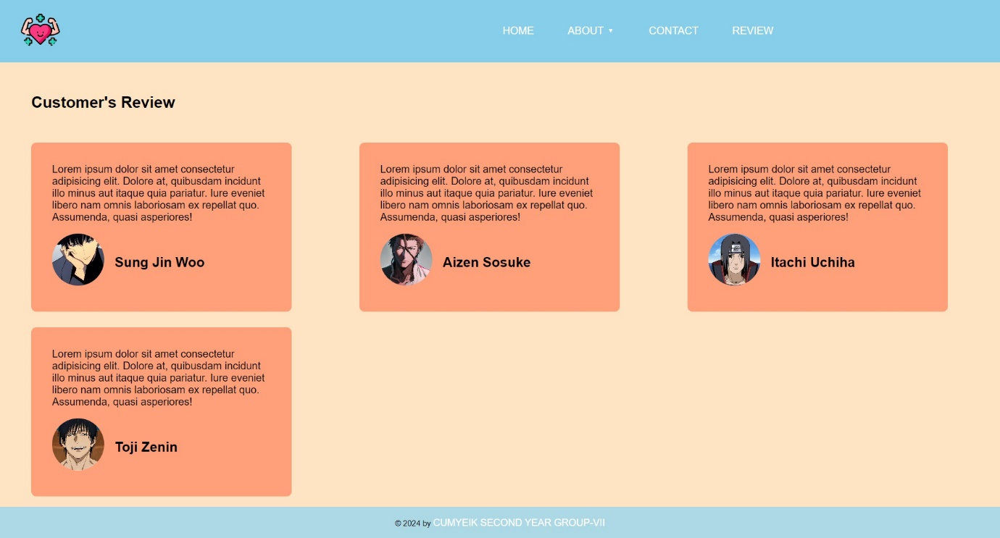 HOME ABOUT ▼ CONTACT REVIEW
Customer's Review
Lorem ipsum dolor sit amet consectetur
adipisicing elit. Dolore at, quibusdam incidunt
illo minus aut itaque quia pariatur. Iure eveniet
libero nam omnis laboriosam ex repellat quo.
Assumenda, quasi asperiores!
Sung Jin Woo
Lorem ipsum dolor sit amet consectetur
adipisicing elit. Dolore at, quibusdam incidunt
illo minus aut itaque quia pariatur. Iure eveniet
libero nam omnis laboriosam ex repellat quo.
Assumenda, quasi asperiores!
Aizen Sosuke
Lorem ipsum dolor sit amet consectetur
adipisicing elit. Dolore at, quibusdam incidunt
illo minus aut itaque quia pariatur. Iure eveniet
libero nam omnis laboriosam ex repellat quo.
Assumenda, quasi asperiores!
Itachi Uchiha
Lorem ipsum dolor sit amet consectetur
adipisicing elit. Dolore at, quibusdam incidunt
illo minus aut itaque quia pariatur. Iure eveniet
libero nam omnis laboriosam ex repellat quo.
Assumenda, quasi asperiores!
Toji Zenin
© 2024 by CUMYEIK SECOND YEAR GROUP-VII